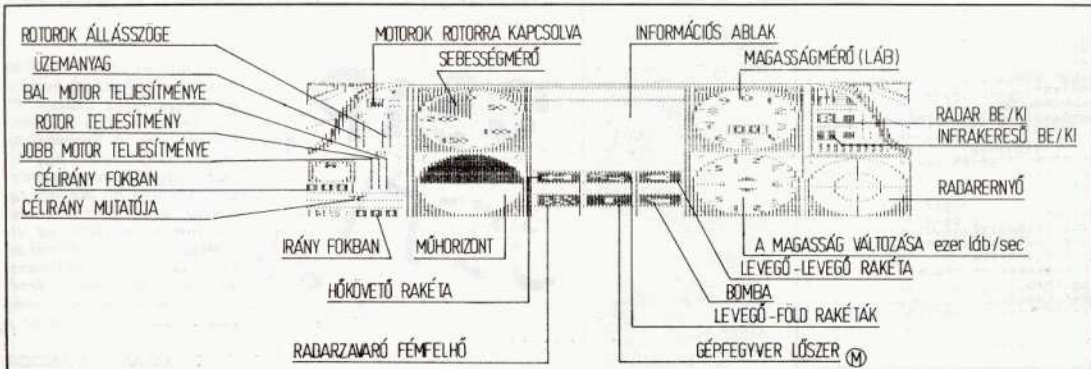 ROTOROK ÁLLÁSSZÖGE
ÜZEMANYAG
BAL MOTOR TELJESÍTMÉNYE
ROTOR TELJESÍTMÉNY
JOBB MOTOR TELJESÍTMÉNYE
CÉLIRÁNY FOKBAN
CÉLIRÁNY MUTATÓJA
MOTOROK ROTORRA KAPCSOLVA
SEBESSÉGMÉRŐ
INFORMÁCIÓS ABLAK
MAGASSÁGMÉRŐ (LÁB)
RADAR BE/KI
INFRAKERESŐ BE/KI
RADARERNYŐ
IRÁNY FOKBAN
MŰHORIZONT
A MAGASSÁG VÁLTOZÁSA ezer láb/sec
LEVEGŐ-LEVEGŐ RAKÉTA
HŐKÖVETŐ RAKÉTA
BOMBA
LEVEGŐ-FÖLD RAKÉTÁK
RADARZAVARÓ FÉMFELHŐ
GÉPFEGYVER LŐSZER Ⓜ